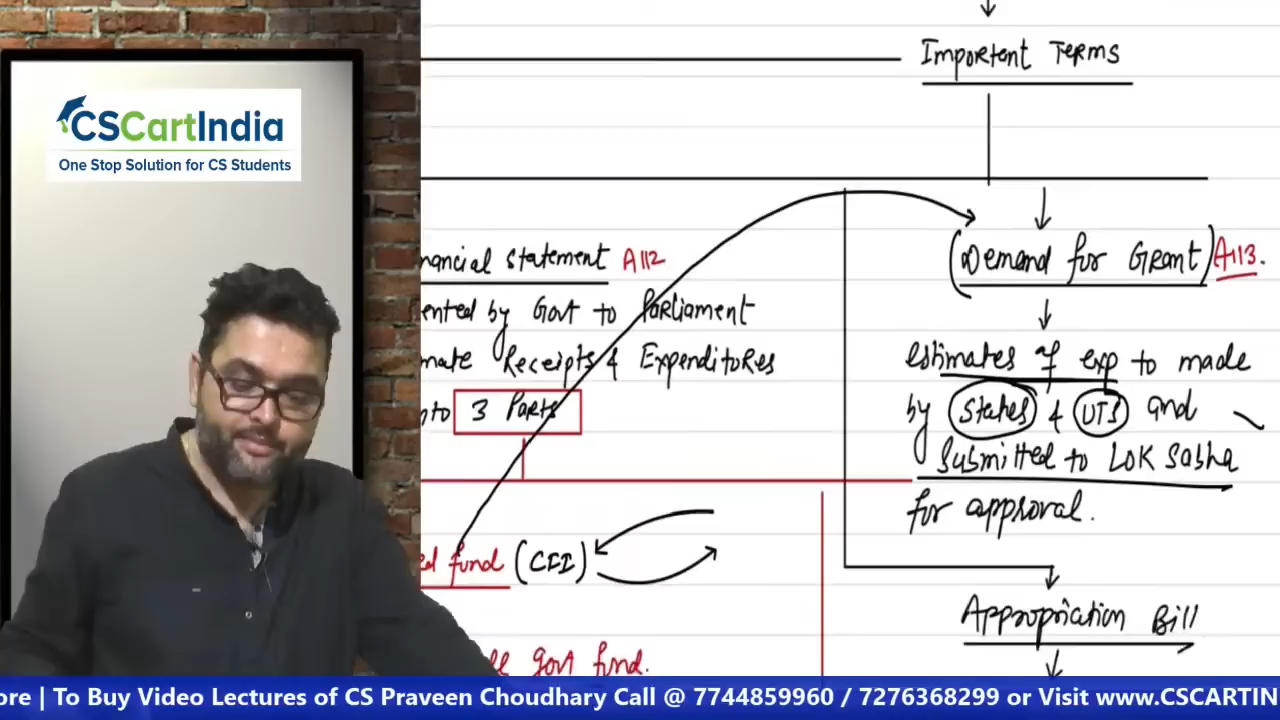 CSCartIndia
One Stop Solution for CS Students
Importent Terms
nancial statement A112
ented by Govt to Parliament
mate Receipts & Expenditures
nto 3 Parts
ed fund (CFI)
govt fund.
(Demand for Grant) A113.
estimates of exp to made
by States & UTS and
submitted to LOK Sabha
for approval.
Appropriation Bill
ore | To Buy Video Lectures of CS Praveen Choudhary Call @ 7744859960 / 7276368299 or Visit www.CSCARTIN